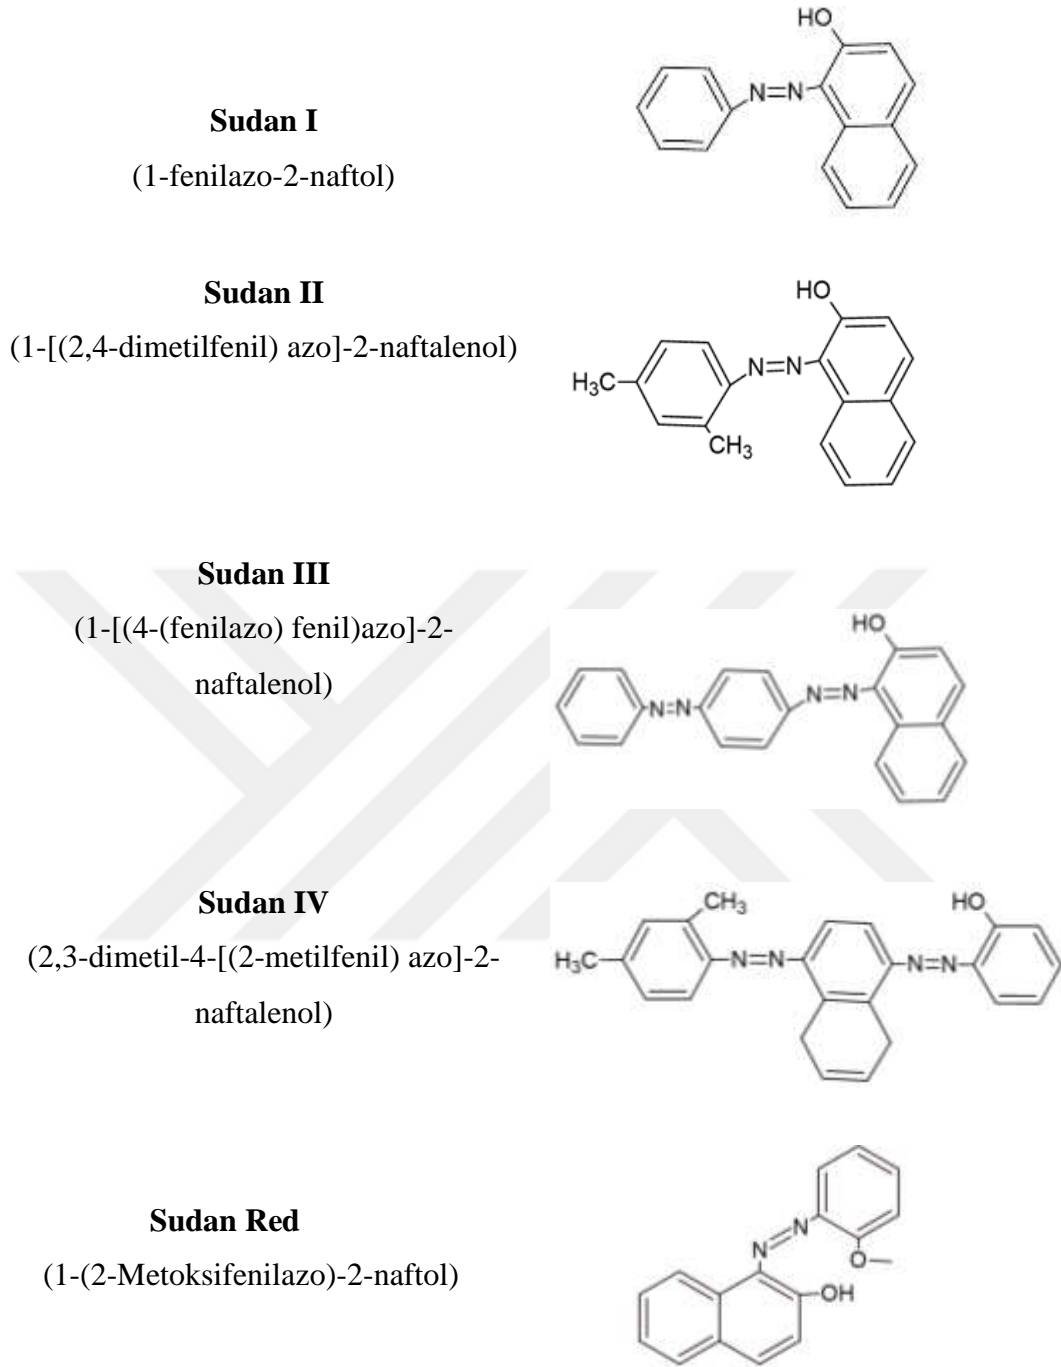 Sudan I
(1-fenilazo-2-naftol)
HO
N=N
Sudan II
(1-[(2,4-dimetilfenil) azo]-2-naftalenol)
HO
N=N
H₃C
CH₃
Sudan III
(1-[(4-(fenilazo) fenil)azo]-2-
naftalenol)
HO
N=N
N=N
Sudan IV
(2,3-dimetil-4-[(2-metilfenil) azo]-2-
naftalenol)
CH₃
HO
H₃C
N=N
N=N
Sudan Red
(1-(2-Metoksifenilazo)-2-naftol)
N
N
O
OH